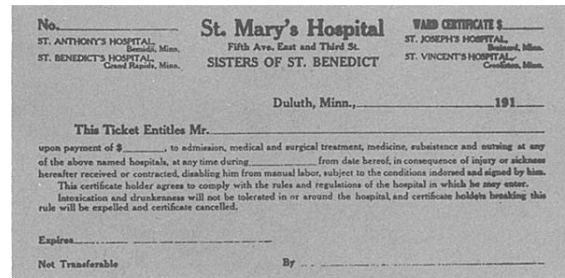 No.
St. Mary's Hospital
WARD CERTIFICATE $
ST. ANTHONY'S HOSPITAL,
Bemidji, Minn.
Fifth Ave. East and Third St.
ST. JOSEPH'S HOSPITAL,
Brainerd, Minn.
ST. BENEDICT'S HOSPITAL,
Grand Rapids, Minn.
SISTERS OF ST. BENEDICT
ST. VINCENT'S HOSPITAL,
Crookston, Minn.
Duluth, Minn., 191
This Ticket Entitles Mr.
upon payment of $ , to admission, medical and surgical treatment, medicine, subsistence and nursing at any
of the above named hospitals, at any time during from date hereof, in consequence of injury or sickness
hereafter received or contracted, disabling him from manual labor, subject to the conditions indorsed and signed by him.
This certificate holder agrees to comply with the rules and regulations of the hospital in which he may enter.
Intoxication and drunkenness will not be tolerated in or around the hospital, and certificate holders breaking this
rule will be expelled and certificate cancelled.
Expires
Not Transferable By